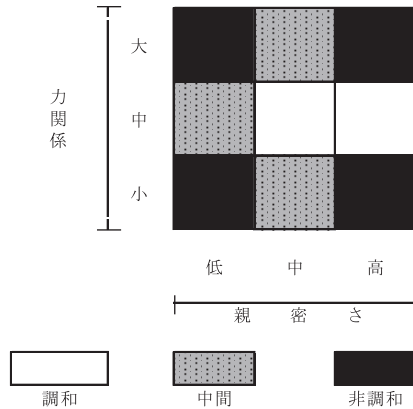 大
中
小
力関係
低 中 高
親密さ
調和 中間 非調和